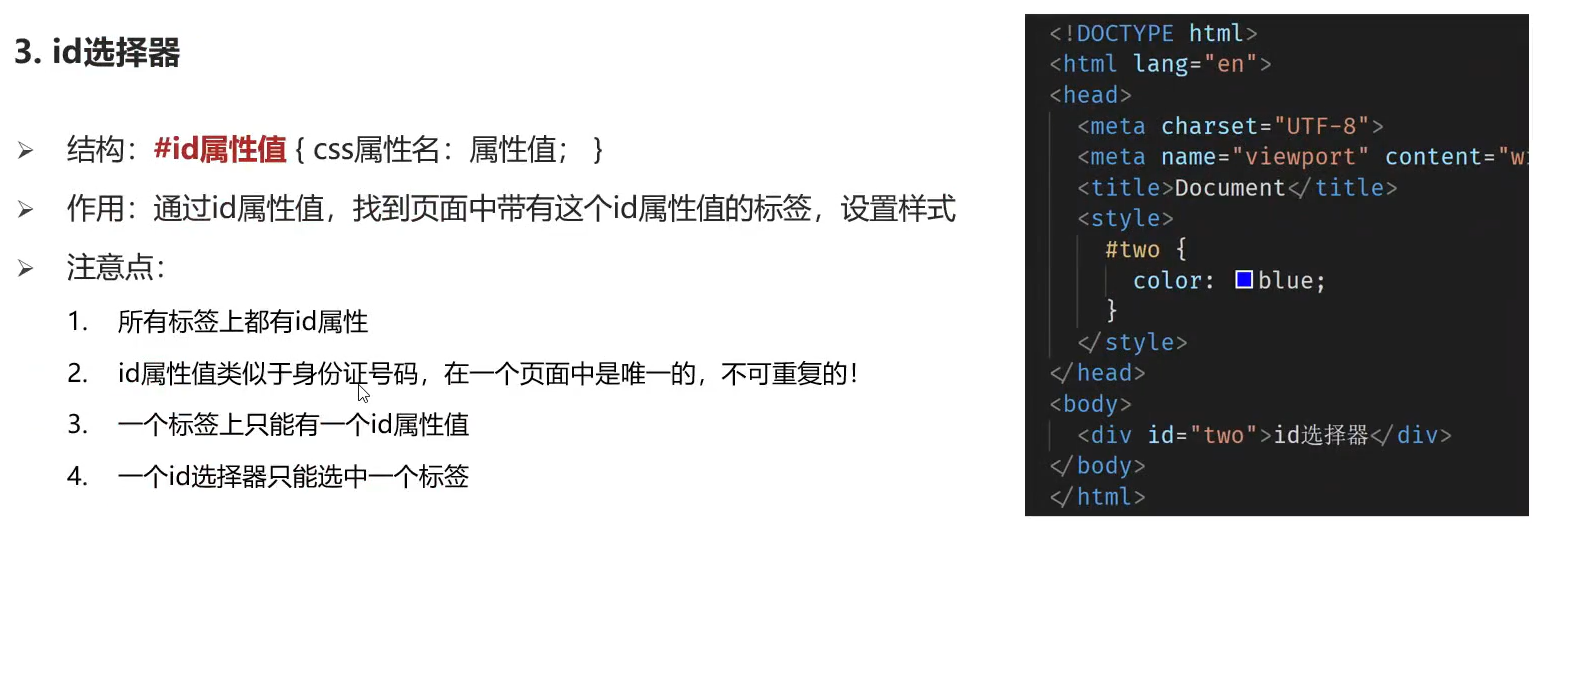 3. id选择器
结构：#id属性值 { css属性名：属性值； }
作用：通过id属性值，找到页面中带有这个id属性值的标签，设置样式
注意点：
1. 所有标签上都有id属性
2. id属性值类似于身份证号码，在一个页面中是唯一的，不可重复的！
3. 一个标签上只能有一个id属性值
4. 一个id选择器只能选中一个标签
<!DOCTYPE html>
<html lang="en">
<head>
<meta charset="UTF-8">
<meta name="viewport" content="wi
<title>Document</title>
<style>
#two {
color: blue;
}
</style>
</head>
<body>
<div id="two">id选择器</div>
</body>
</html>